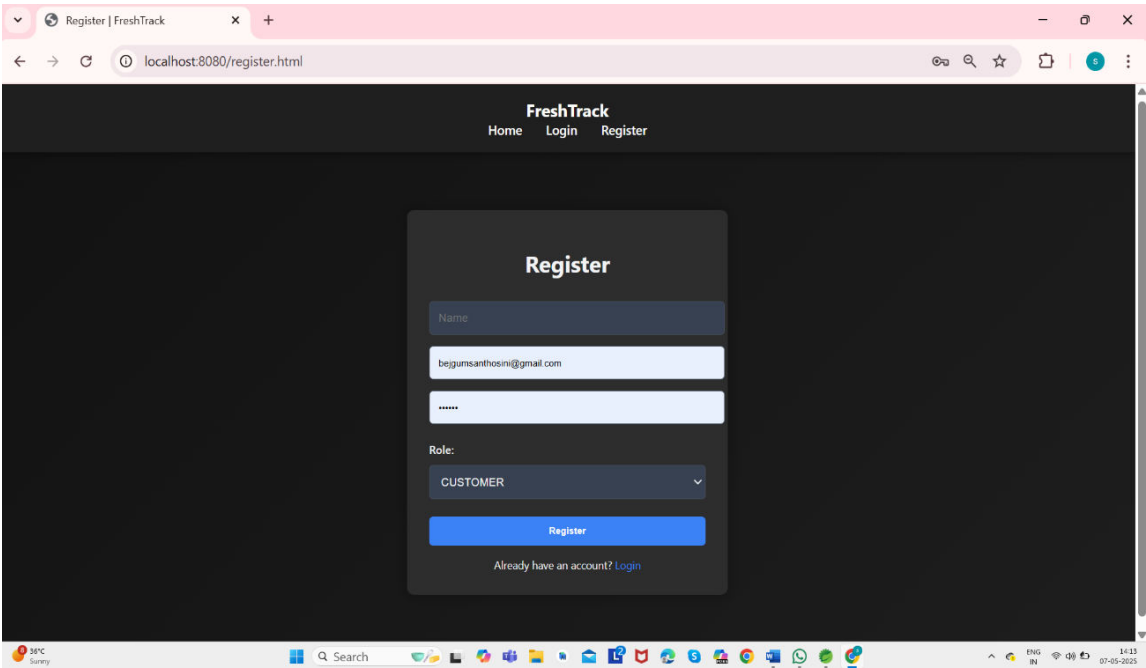 Register | FreshTrack
localhost:8080/register.html
S
FreshTrack
Home Login Register
Register
Name
bejgumsanthosini@gmail.com
••••••
Role:
CUSTOMER
Register
Already have an account? Login
36°C
Sunny
Search
ENG
IN
14:13
07-05-2025